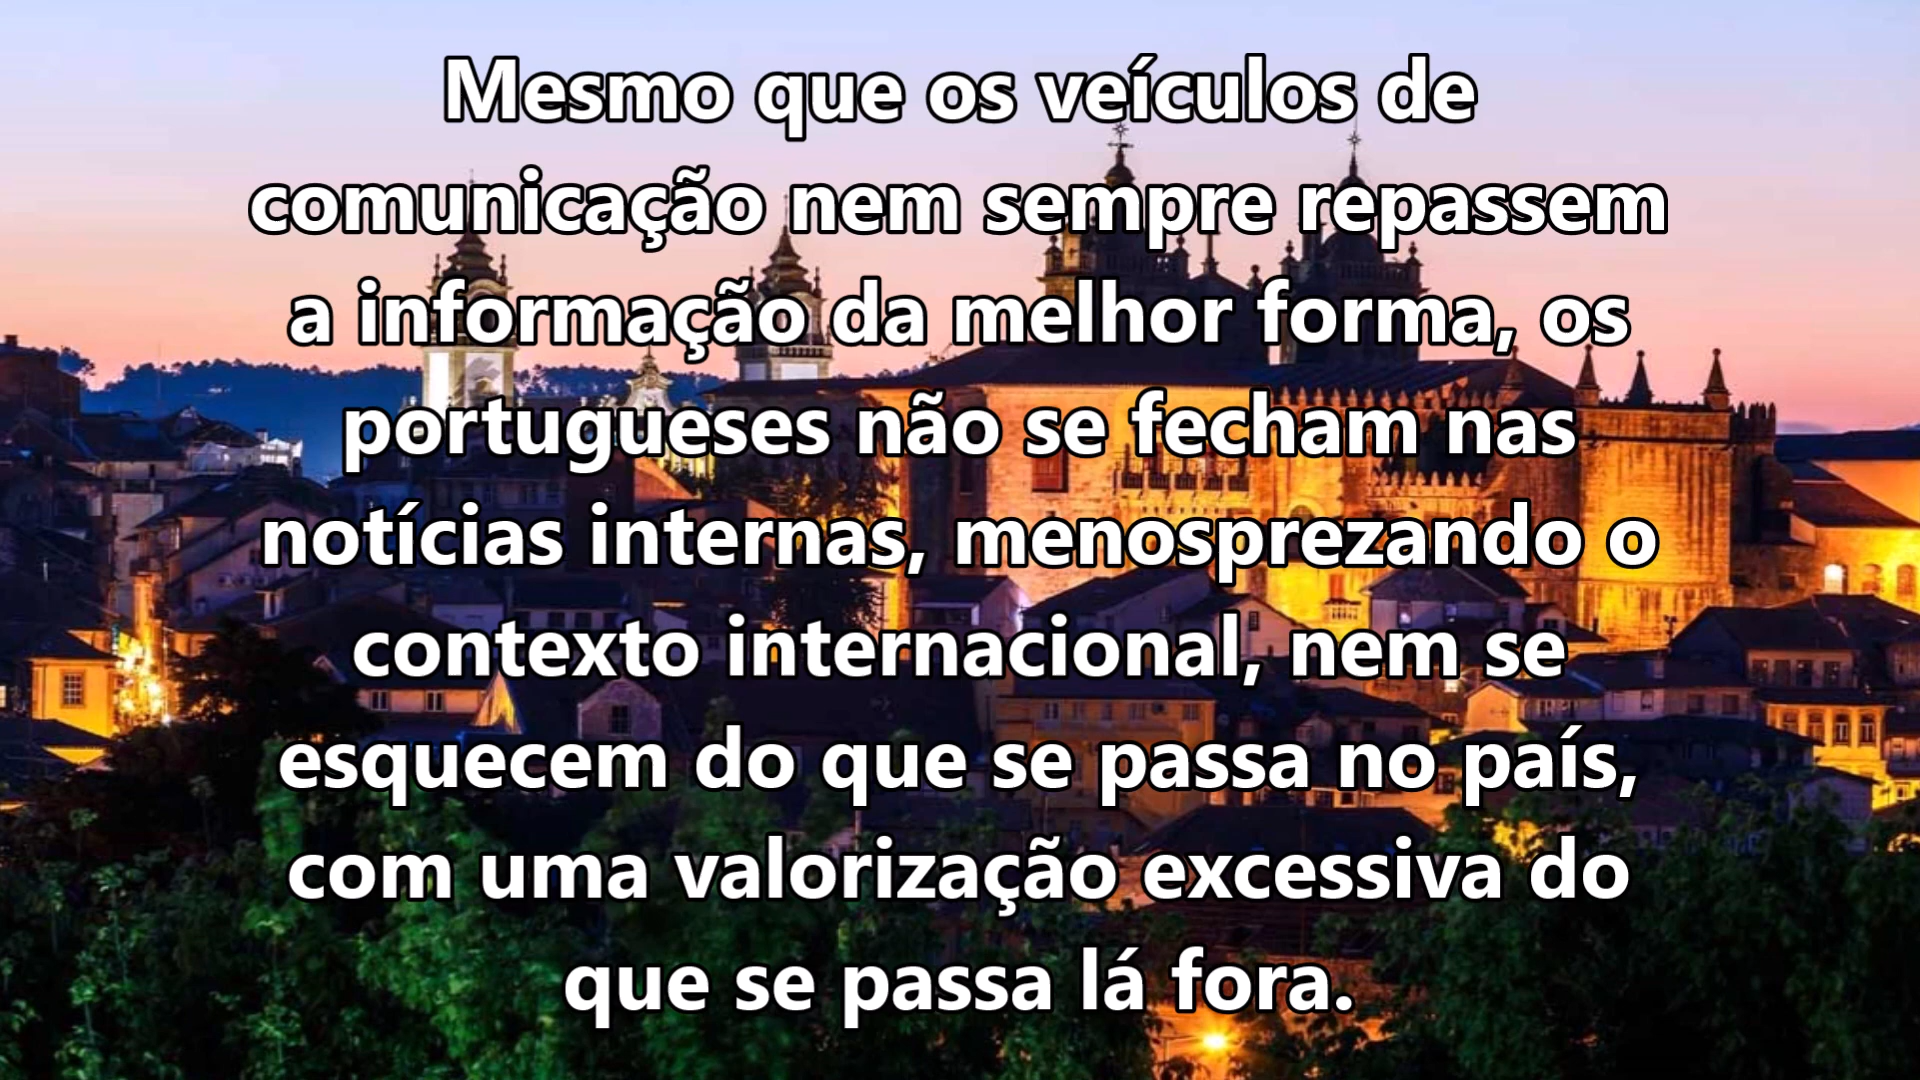 Mesmo que os veículos de
comunicação nem sempre repassem
a informação da melhor forma, os
portugueses não se fecham nas
notícias internas, menosprezando o
contexto internacional, nem se
esquecem do que se passa no país,
com uma valorização excessiva do
que se passa lá fora.